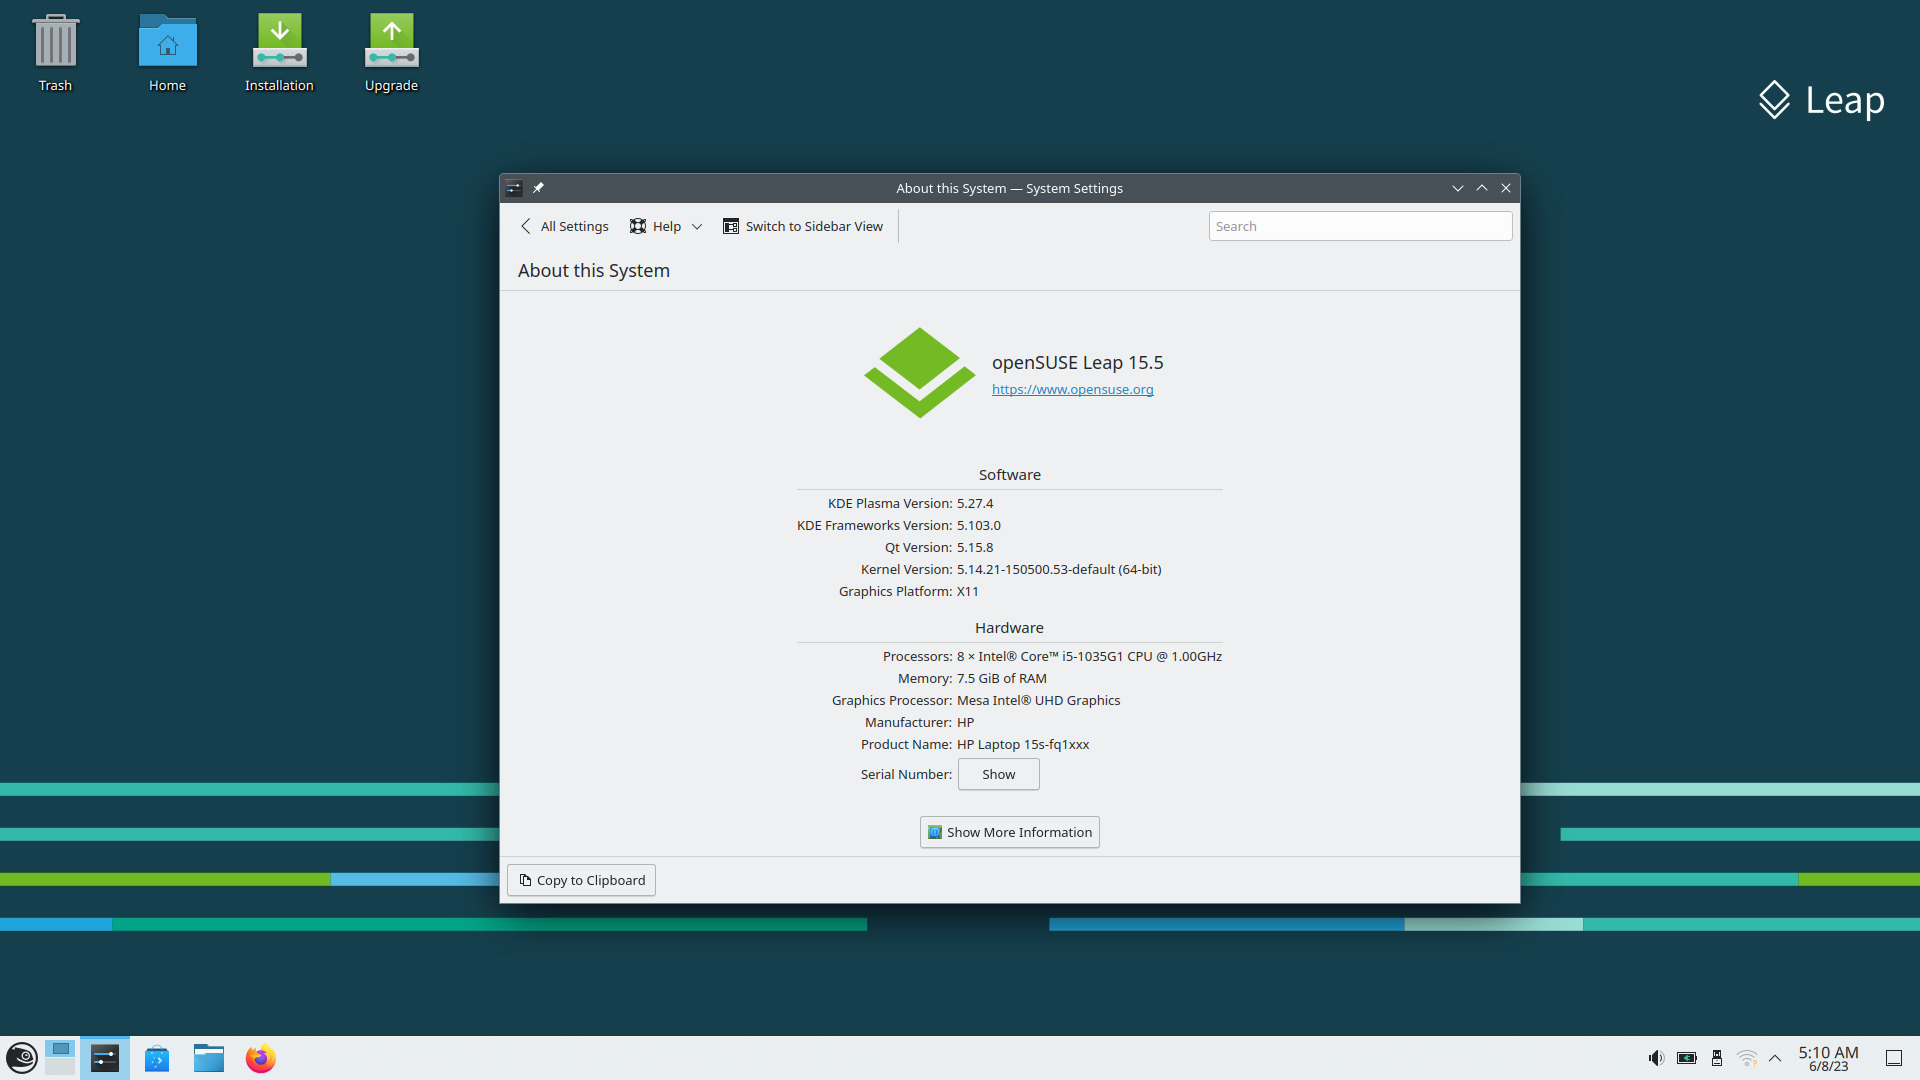 Trash
Home
Installation
Upgrade
Leap
About this System — System Settings
All Settings
Help
Switch to Sidebar View
Search
About this System
openSUSE Leap 15.5
https://www.opensuse.org
Software
KDE Plasma Version: 5.27.4
KDE Frameworks Version: 5.103.0
Qt Version: 5.15.8
Kernel Version: 5.14.21-150500.53-default (64-bit)
Graphics Platform: X11
Hardware
Processors: 8 × Intel® Core™ i5-1035G1 CPU @ 1.00GHz
Memory: 7.5 GiB of RAM
Graphics Processor: Mesa Intel® UHD Graphics
Manufacturer: HP
Product Name: HP Laptop 15s-fq1xxx
Serial Number: Show
Show More Information
Copy to Clipboard
5:10 AM
6/8/23